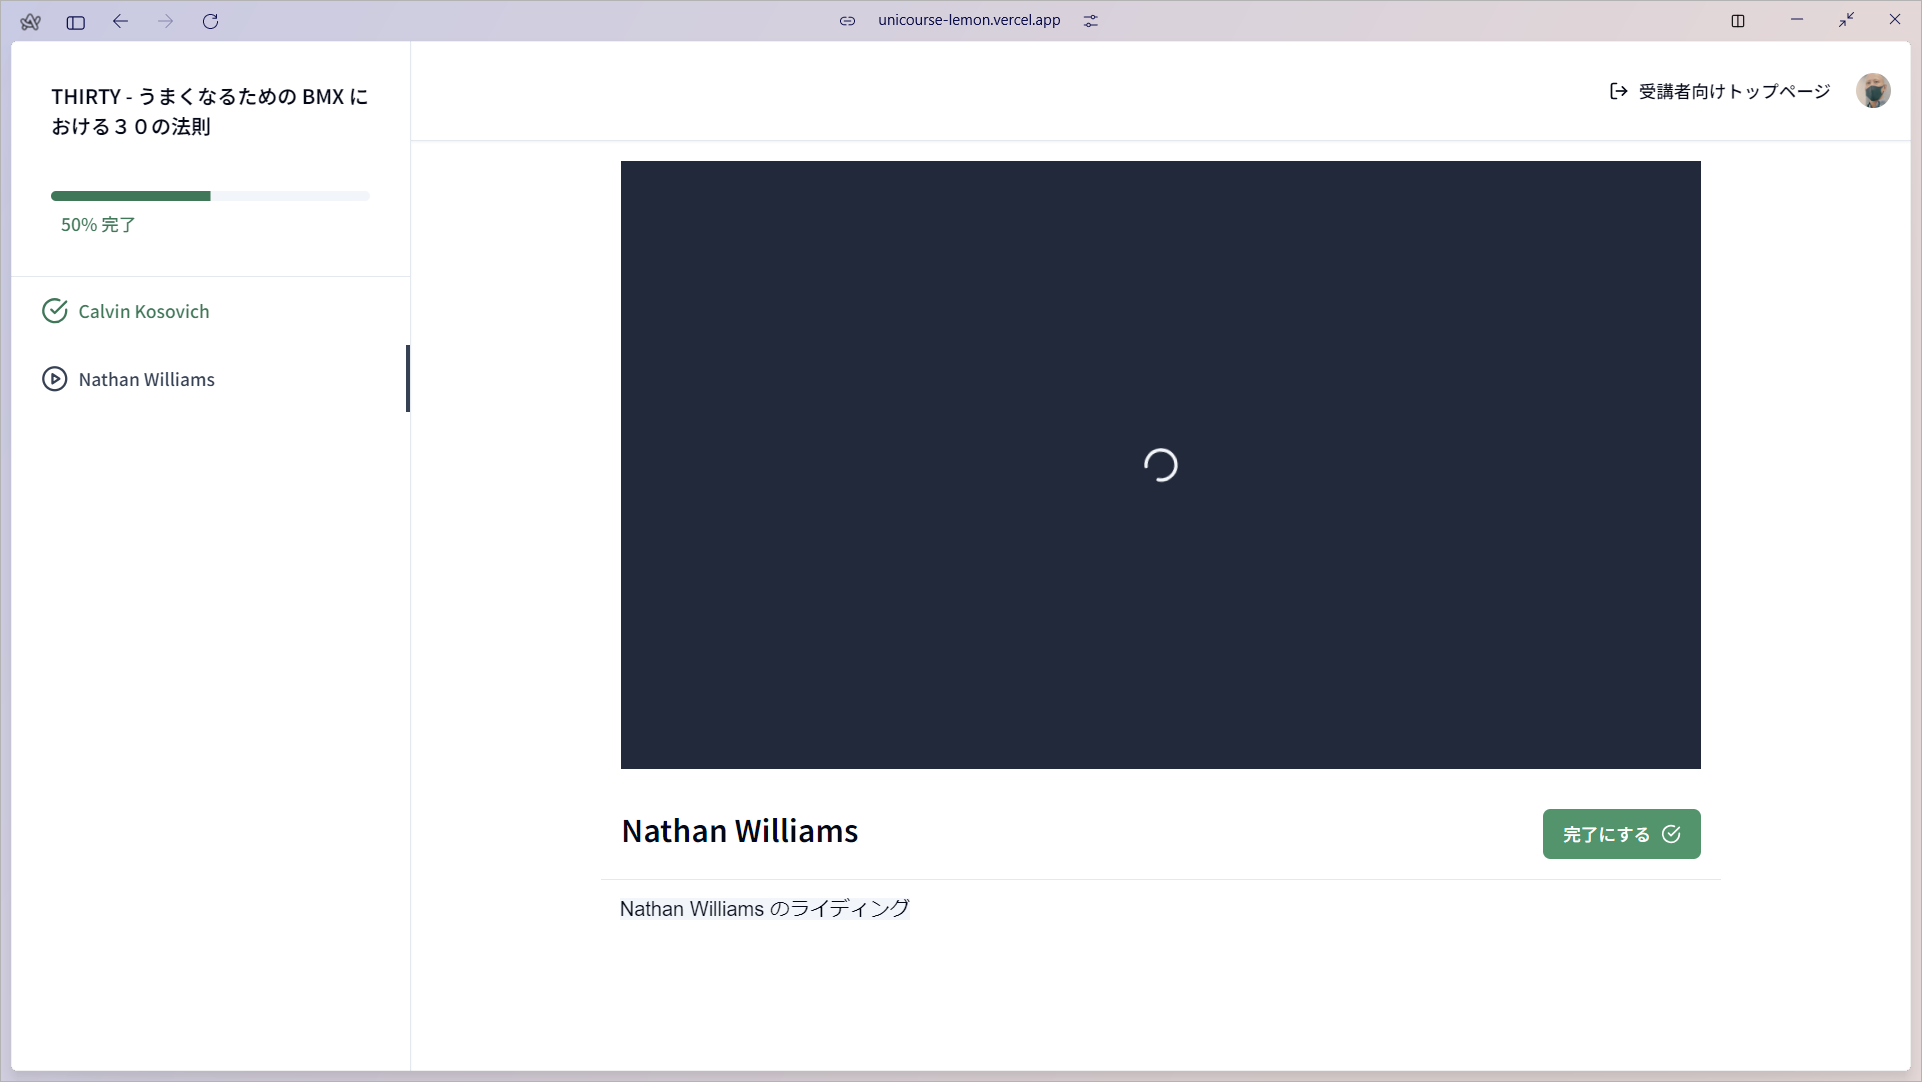 unicourse-lemon.vercel.app
THIRTY - うまくなるための BMX に
おける３０の法則
50% 完了
Calvin Kosovich
Nathan Williams
受講者向けトップページ
Nathan Williams
完了にする
Nathan Williams のライディング